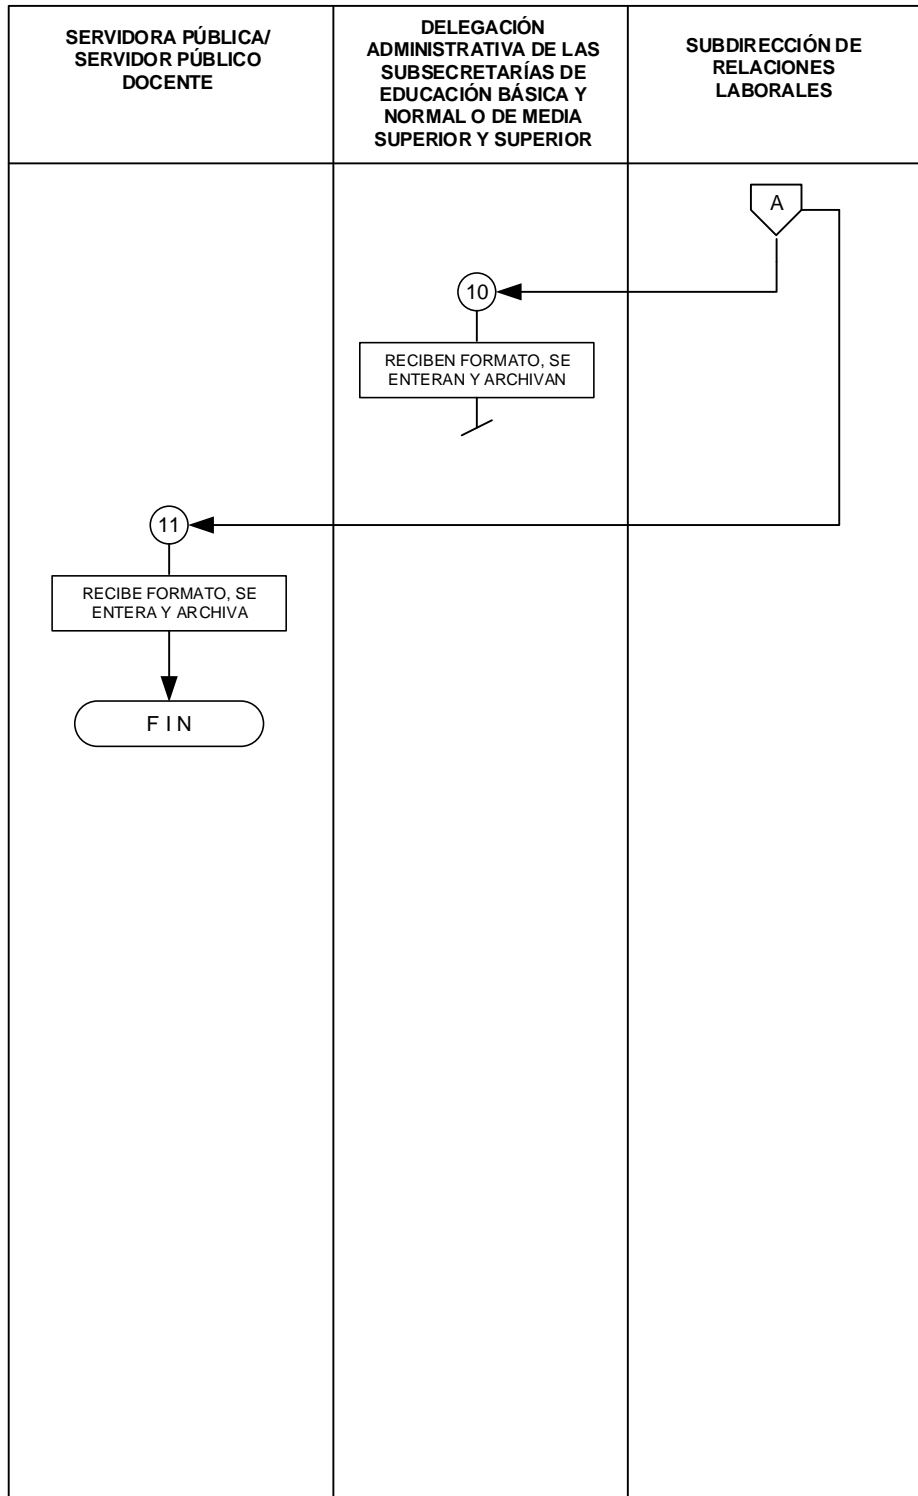 SERVIDORA PÚBLICA/
SERVIDOR PÚBLICO
DOCENTE
DELEGACIÓN
ADMINISTRATIVA DE LAS
SUBSECRETARÍAS DE
EDUCACIÓN BÁSICA Y
NORMAL O DE MEDIA
SUPERIOR Y SUPERIOR
SUBDIRECCIÓN DE
RELACIONES
LABORALES
A
10
RECIBEN FORMATO, SE
ENTERAN Y ARCHIVAN
11
RECIBE FORMATO, SE
ENTERA Y ARCHIVA
F I N